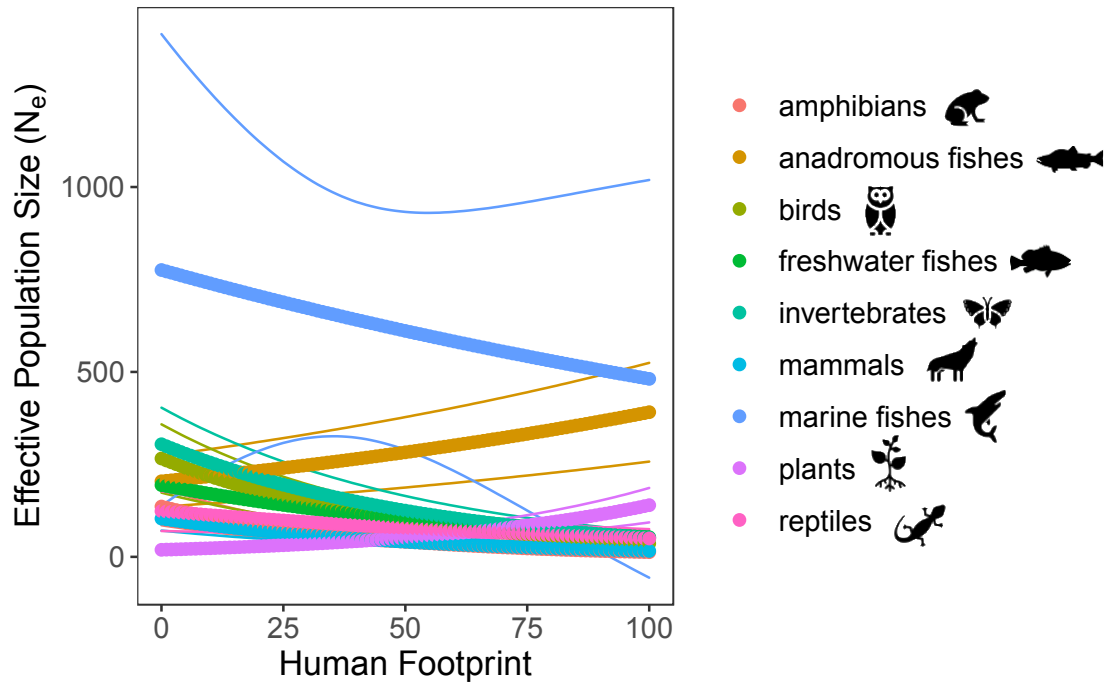 Effective Population Size (Ne)
1000
500
0
0 25 50 75 100
Human Footprint
amphibians
anadromous fishes
birds
freshwater fishes
invertebrates
mammals
marine fishes
plants
reptiles